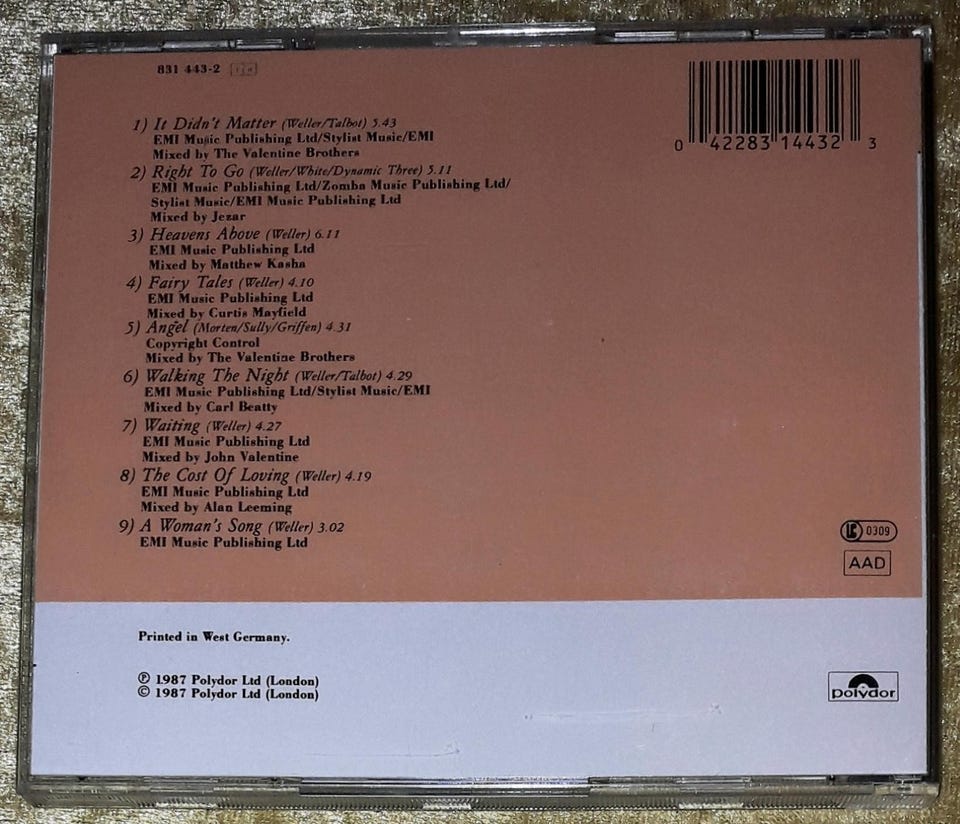 831 443-2
0 42283 14432 3
1) It Didn't Matter (Weller/Talbot) 5.43
EMI Music Publishing Ltd/Stylist Music/EMI
Mixed by The Valentine Brothers
2) Right To Go (Weller/White/Dynamic Three) 5.11
EMI Music Publishing Ltd/Zomba Music Publishing Ltd/
Stylist Music/EMI Music Publishing Ltd
Mixed by Jezar
3) Heavens Above (Weller) 6.11
EMI Music Publishing Ltd
Mixed by Matthew Kasha
4) Fairy Tales (Weller) 4.10
EMI Music Publishing Ltd
Mixed by Curtis Mayfield
5) Angel (Morten/Sully/Griffen) 4.31
Copyright Control
Mixed by The Valentine Brothers
6) Walking The Night (Weller/Talbot) 4.29
EMI Music Publishing Ltd/Stylist Music/EMI
Mixed by Carl Beatty
7) Waiting (Weller) 4.27
EMI Music Publishing Ltd
Mixed by John Valentine
8) The Cost Of Loving (Weller) 4.19
EMI Music Publishing Ltd
Mixed by Alan Leeming
9) A Woman's Song (Weller) 3.02
EMI Music Publishing Ltd
LC 0309
AAD
Printed in West Germany.
℗ 1987 Polydor Ltd (London)
© 1987 Polydor Ltd (London)
polydor